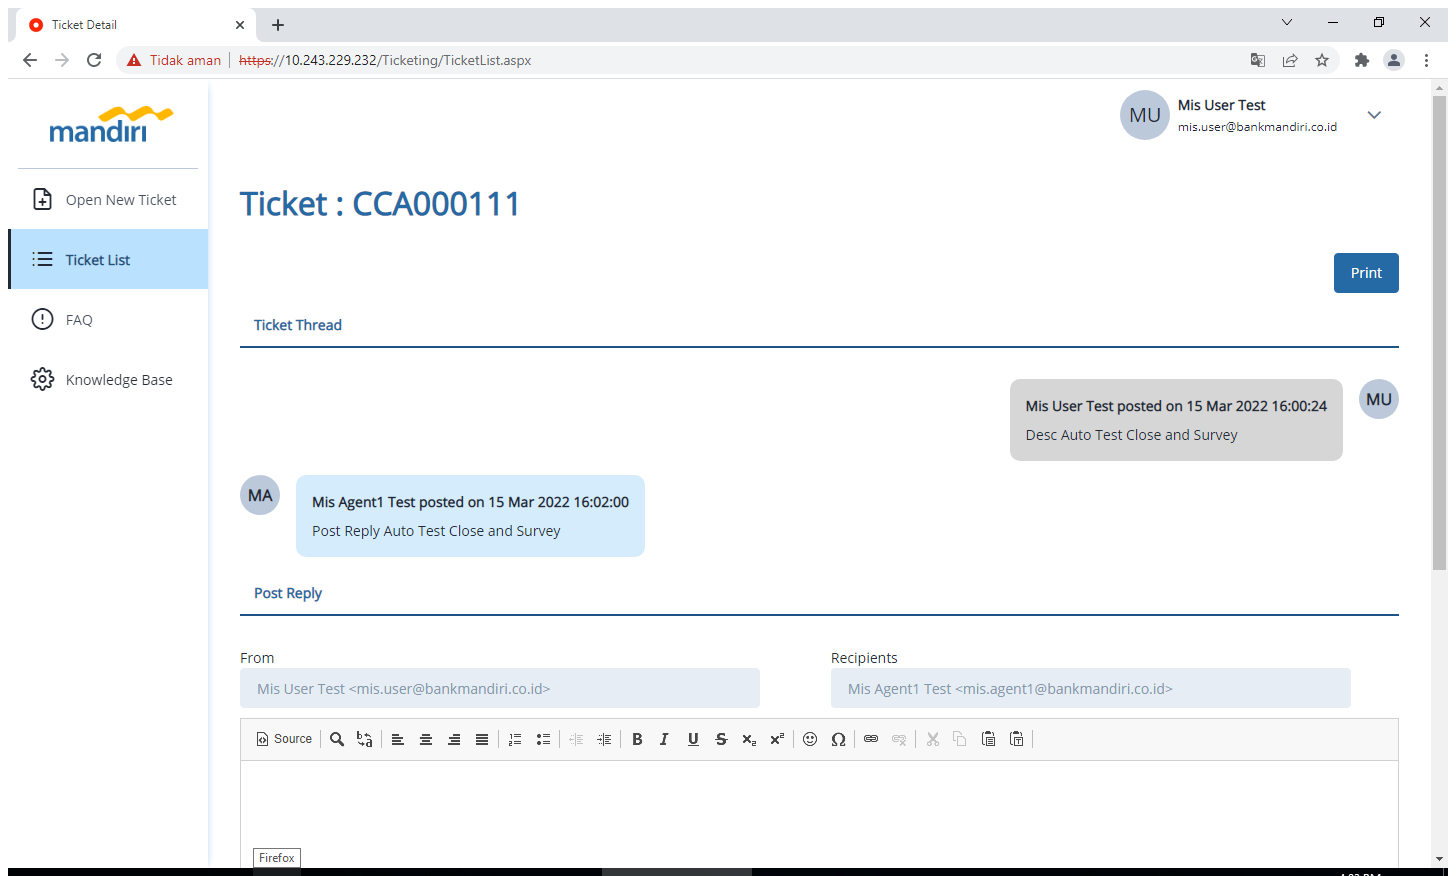 Ticket Detail
Tidak aman https://10.243.229.232/Ticketing/TicketList.aspx
mandiri
MU Mis User Test
mis.user@bankmandiri.co.id
Open New Ticket
Ticket List
FAQ
Knowledge Base
Ticket : CCA000111
Print
Ticket Thread
Mis User Test posted on 15 Mar 2022 16:00:24
MU
Desc Auto Test Close and Survey
MA
Mis Agent1 Test posted on 15 Mar 2022 16:02:00
Post Reply Auto Test Close and Survey
Post Reply
From
Recipients
Mis User Test <mis.user@bankmandiri.co.id>
Mis Agent1 Test <mis.agent1@bankmandiri.co.id>
Source
Firefox